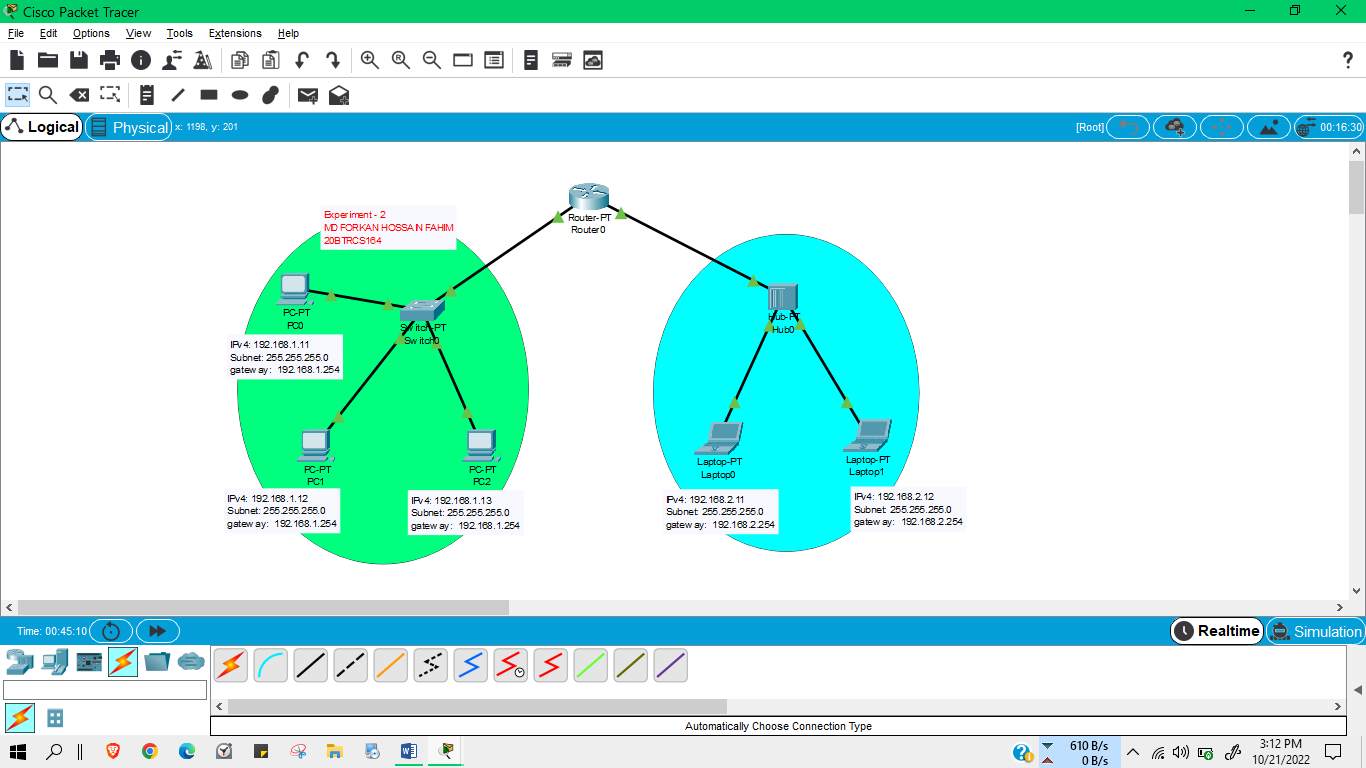 Cisco Packet Tracer
File Edit Options View Tools Extensions Help
?
Logical Physical x: 1198, y: 201 [Root] 00:16:30
Router-PT
Router0
Experiment - 2
MD FORKAN HOSSAIN FAHIM
20BTRCS164
PC-PT
PC0
IPv4: 192.168.1.11
Subnet: 255.255.255.0
gateway: 192.168.1.254
Switch-PT
Switch0
Hub-PT
Hub0
PC-PT
PC1
IPv4: 192.168.1.12
Subnet: 255.255.255.0
gateway: 192.168.1.254
PC-PT
PC2
IPv4: 192.168.1.13
Subnet: 255.255.255.0
gateway: 192.168.1.254
Laptop-PT
Laptop0
IPv4: 192.168.2.11
Subnet: 255.255.255.0
gateway: 192.168.2.254
Laptop-PT
Laptop1
IPv4: 192.168.2.12
Subnet: 255.255.255.0
gateway: 192.168.2.254
Time: 00:45:10 Realtime Simulation
Automatically Choose Connection Type
610 B/s
0 B/s
3:12 PM
10/21/2022